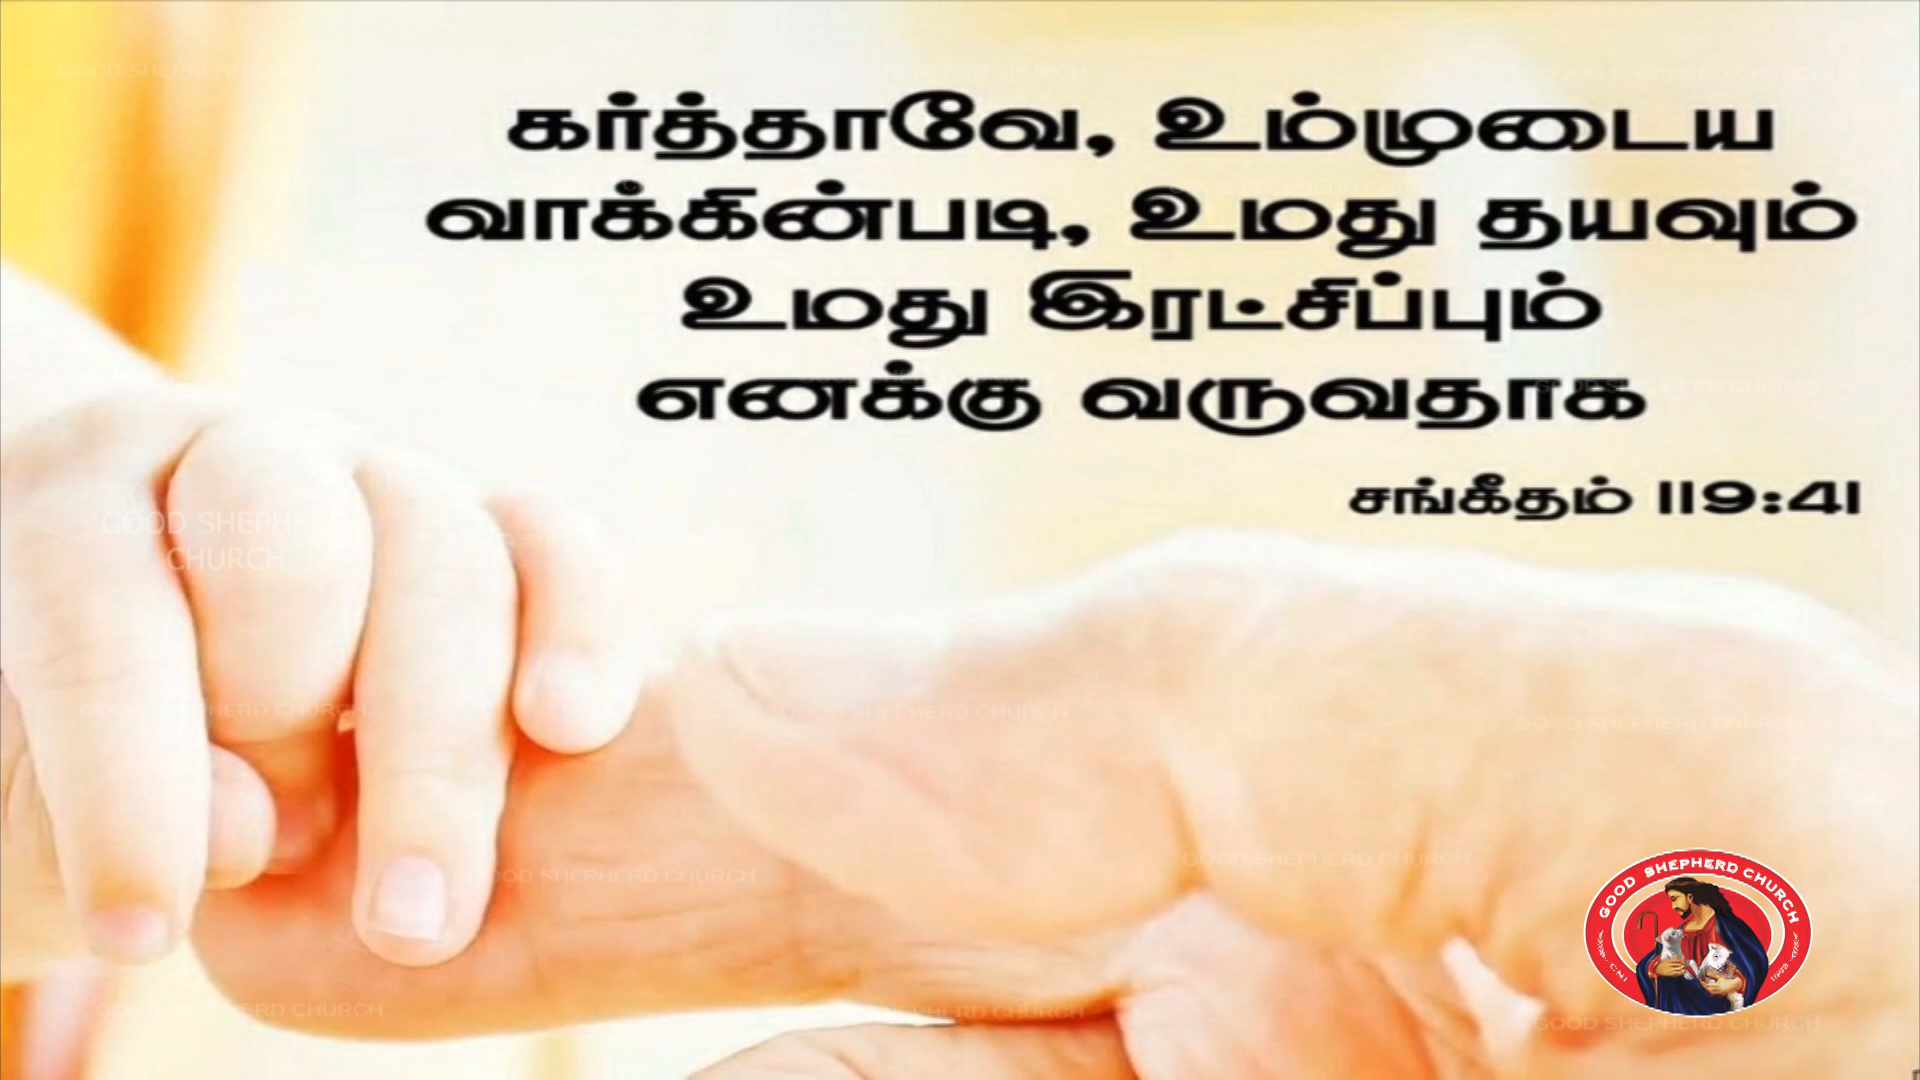 கர்த்தாவே, உம்முடைய
வாக்கின்படி, உமது தயவும்
உமது இரட்சிப்பும்
எனக்கு வருவதாக
சங்கீதம் 119:41
GOOD SHEPHERD CHURCH